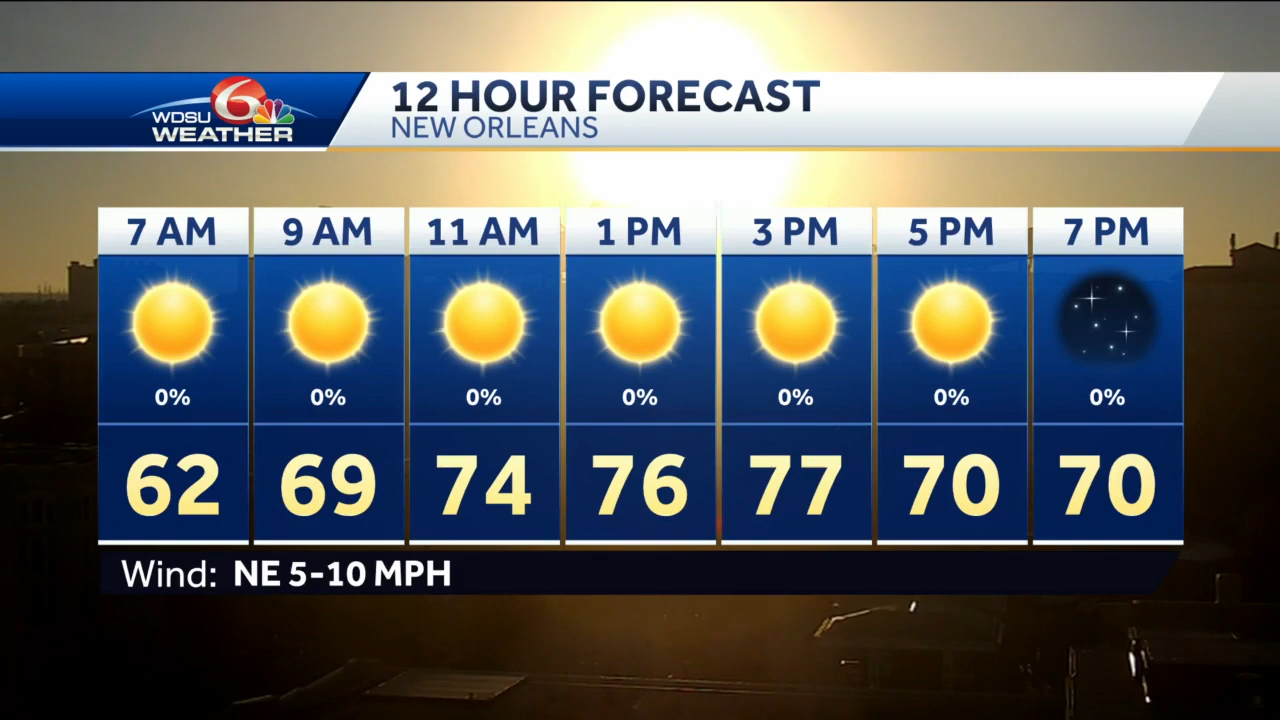 WDSU 6
WEATHER
12 HOUR FORECAST
NEW ORLEANS
7 AM 9 AM 11 AM 1 PM 3 PM 5 PM 7 PM
0% 0% 0% 0% 0% 0% 0%
62 69 74 76 77 70 70
Wind: NE 5-10 MPH